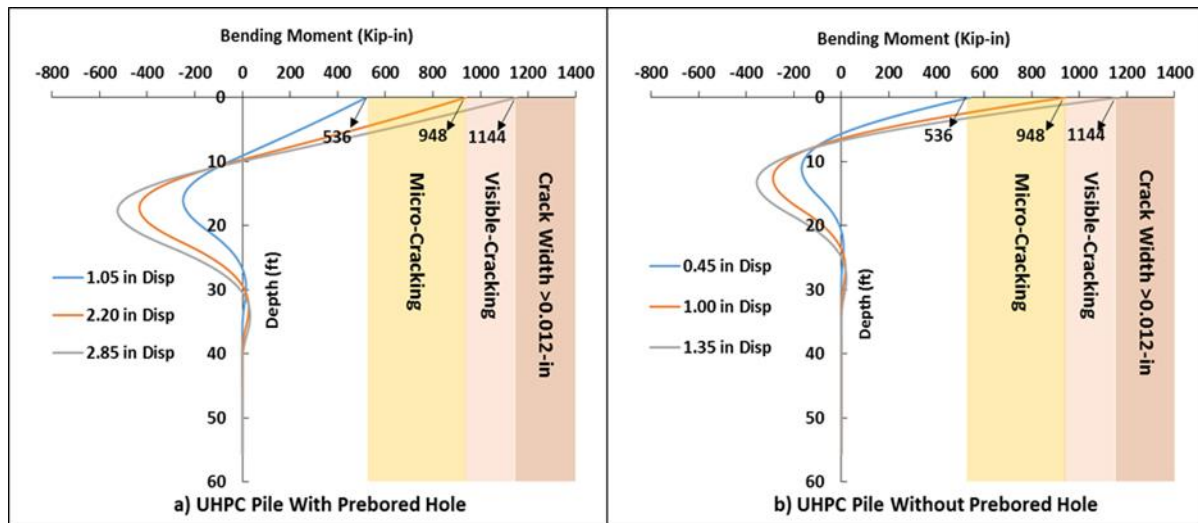 Bending Moment (Kip-in)
-800 -600 -400 -200 0 200 400 600 800 1000 1200 1400
0
536 948 1144
10
20
30
40
50
60
Depth (ft)
Micro-Cracking
Visible-Cracking
Crack Width >0.012-in
1.05 in Disp
2.20 in Disp
2.85 in Disp
a) UHPC Pile With Prebored Hole
Bending Moment (Kip-in)
-800 -600 -400 -200 0 200 400 600 800 1000 1200 1400
0
536 948 1144
10
20
30
40
50
60
Depth (ft)
Micro-Cracking
Visible-Cracking
Crack Width >0.012-in
0.45 in Disp
1.00 in Disp
1.35 in Disp
b) UHPC Pile Without Prebored Hole